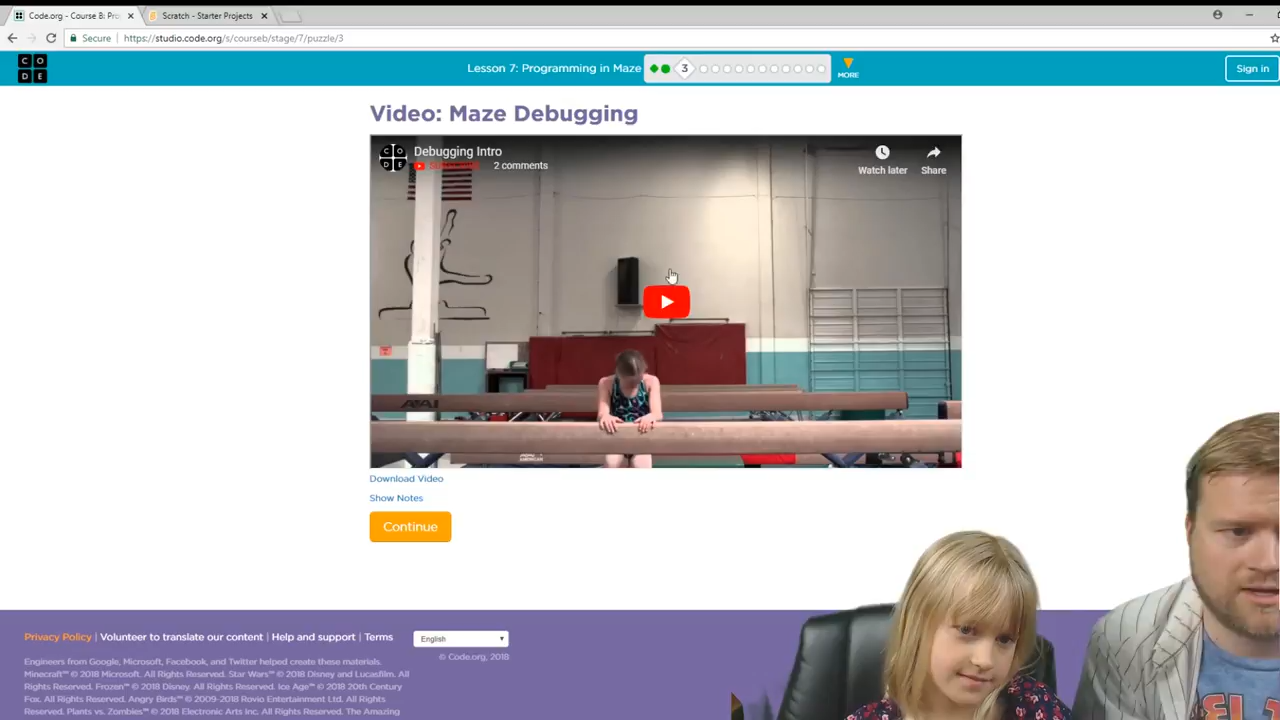 Code.org - Course B: Pro
Scratch - Starter Projects
Secure
https://studio.code.org/s/courseb/stage/7/puzzle/3
CO
DE
Lesson 7: Programming in Maze
3
MORE
Sign in
Video: Maze Debugging
CO
DE
Debugging Intro
2 comments
Watch later
Share
AAI
Download Video
Show Notes
Continue
Privacy Policy | Volunteer to translate our content | Help and support | Terms
English
© Code.org, 2018
Engineers from Google, Microsoft, Facebook, and Twitter helped create these materials.
Minecraft™ © 2018 Microsoft. All Rights Reserved. Star Wars™ © 2018 Disney and Lucasfilm. All
Rights Reserved. Frozen™ © 2018 Disney. All Rights Reserved. Ice Age™ © 2018 20th Century
Fox. All Rights Reserved. Angry Birds™ © 2009-2018 Rovio Entertainment Ltd. All Rights
Reserved. Plants vs. Zombies™ © 2018 Electronic Arts Inc. All Rights Reserved. The Amazing